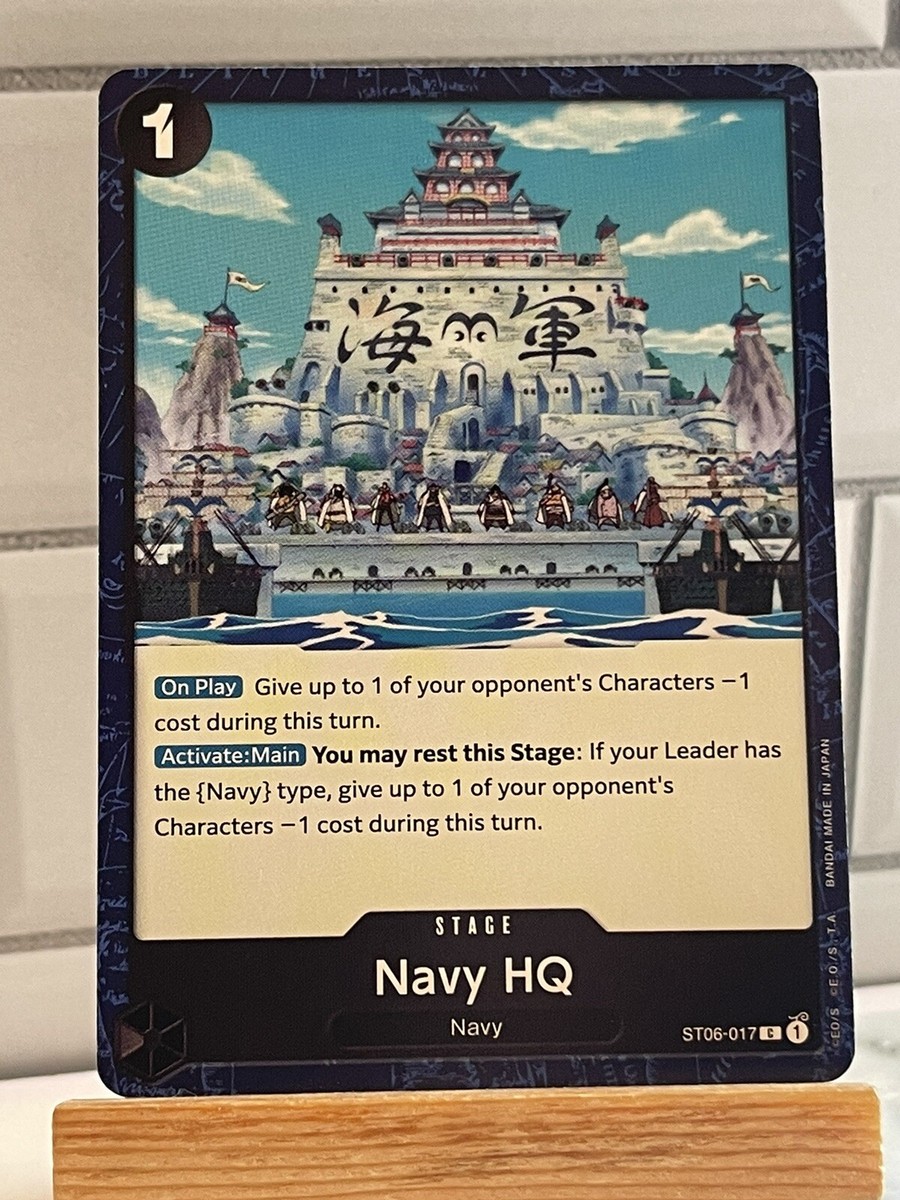 1
海 軍
On Play Give up to 1 of your opponent's Characters −1
cost during this turn.
Activate:Main You may rest this Stage: If your Leader has
the {Navy} type, give up to 1 of your opponent's
Characters −1 cost during this turn.
STAGE
Navy HQ
Navy
ST06-017 C 1
©E.O./S., T.A BANDAI MADE IN JAPAN